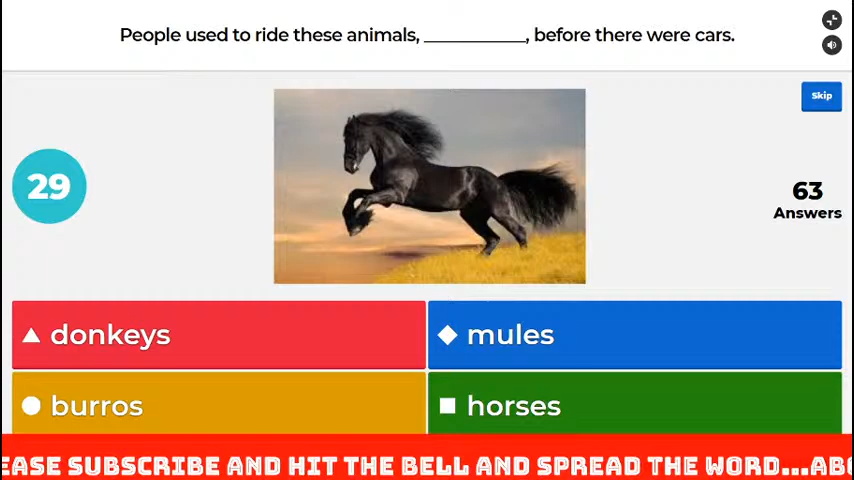 People used to ride these animals, __________, before there were cars.
Skip
29
63
Answers
donkeys
mules
burros
horses
EASE SUBSCRIBE AND HIT THE BELL AND SPREAD THE WORD...ABO